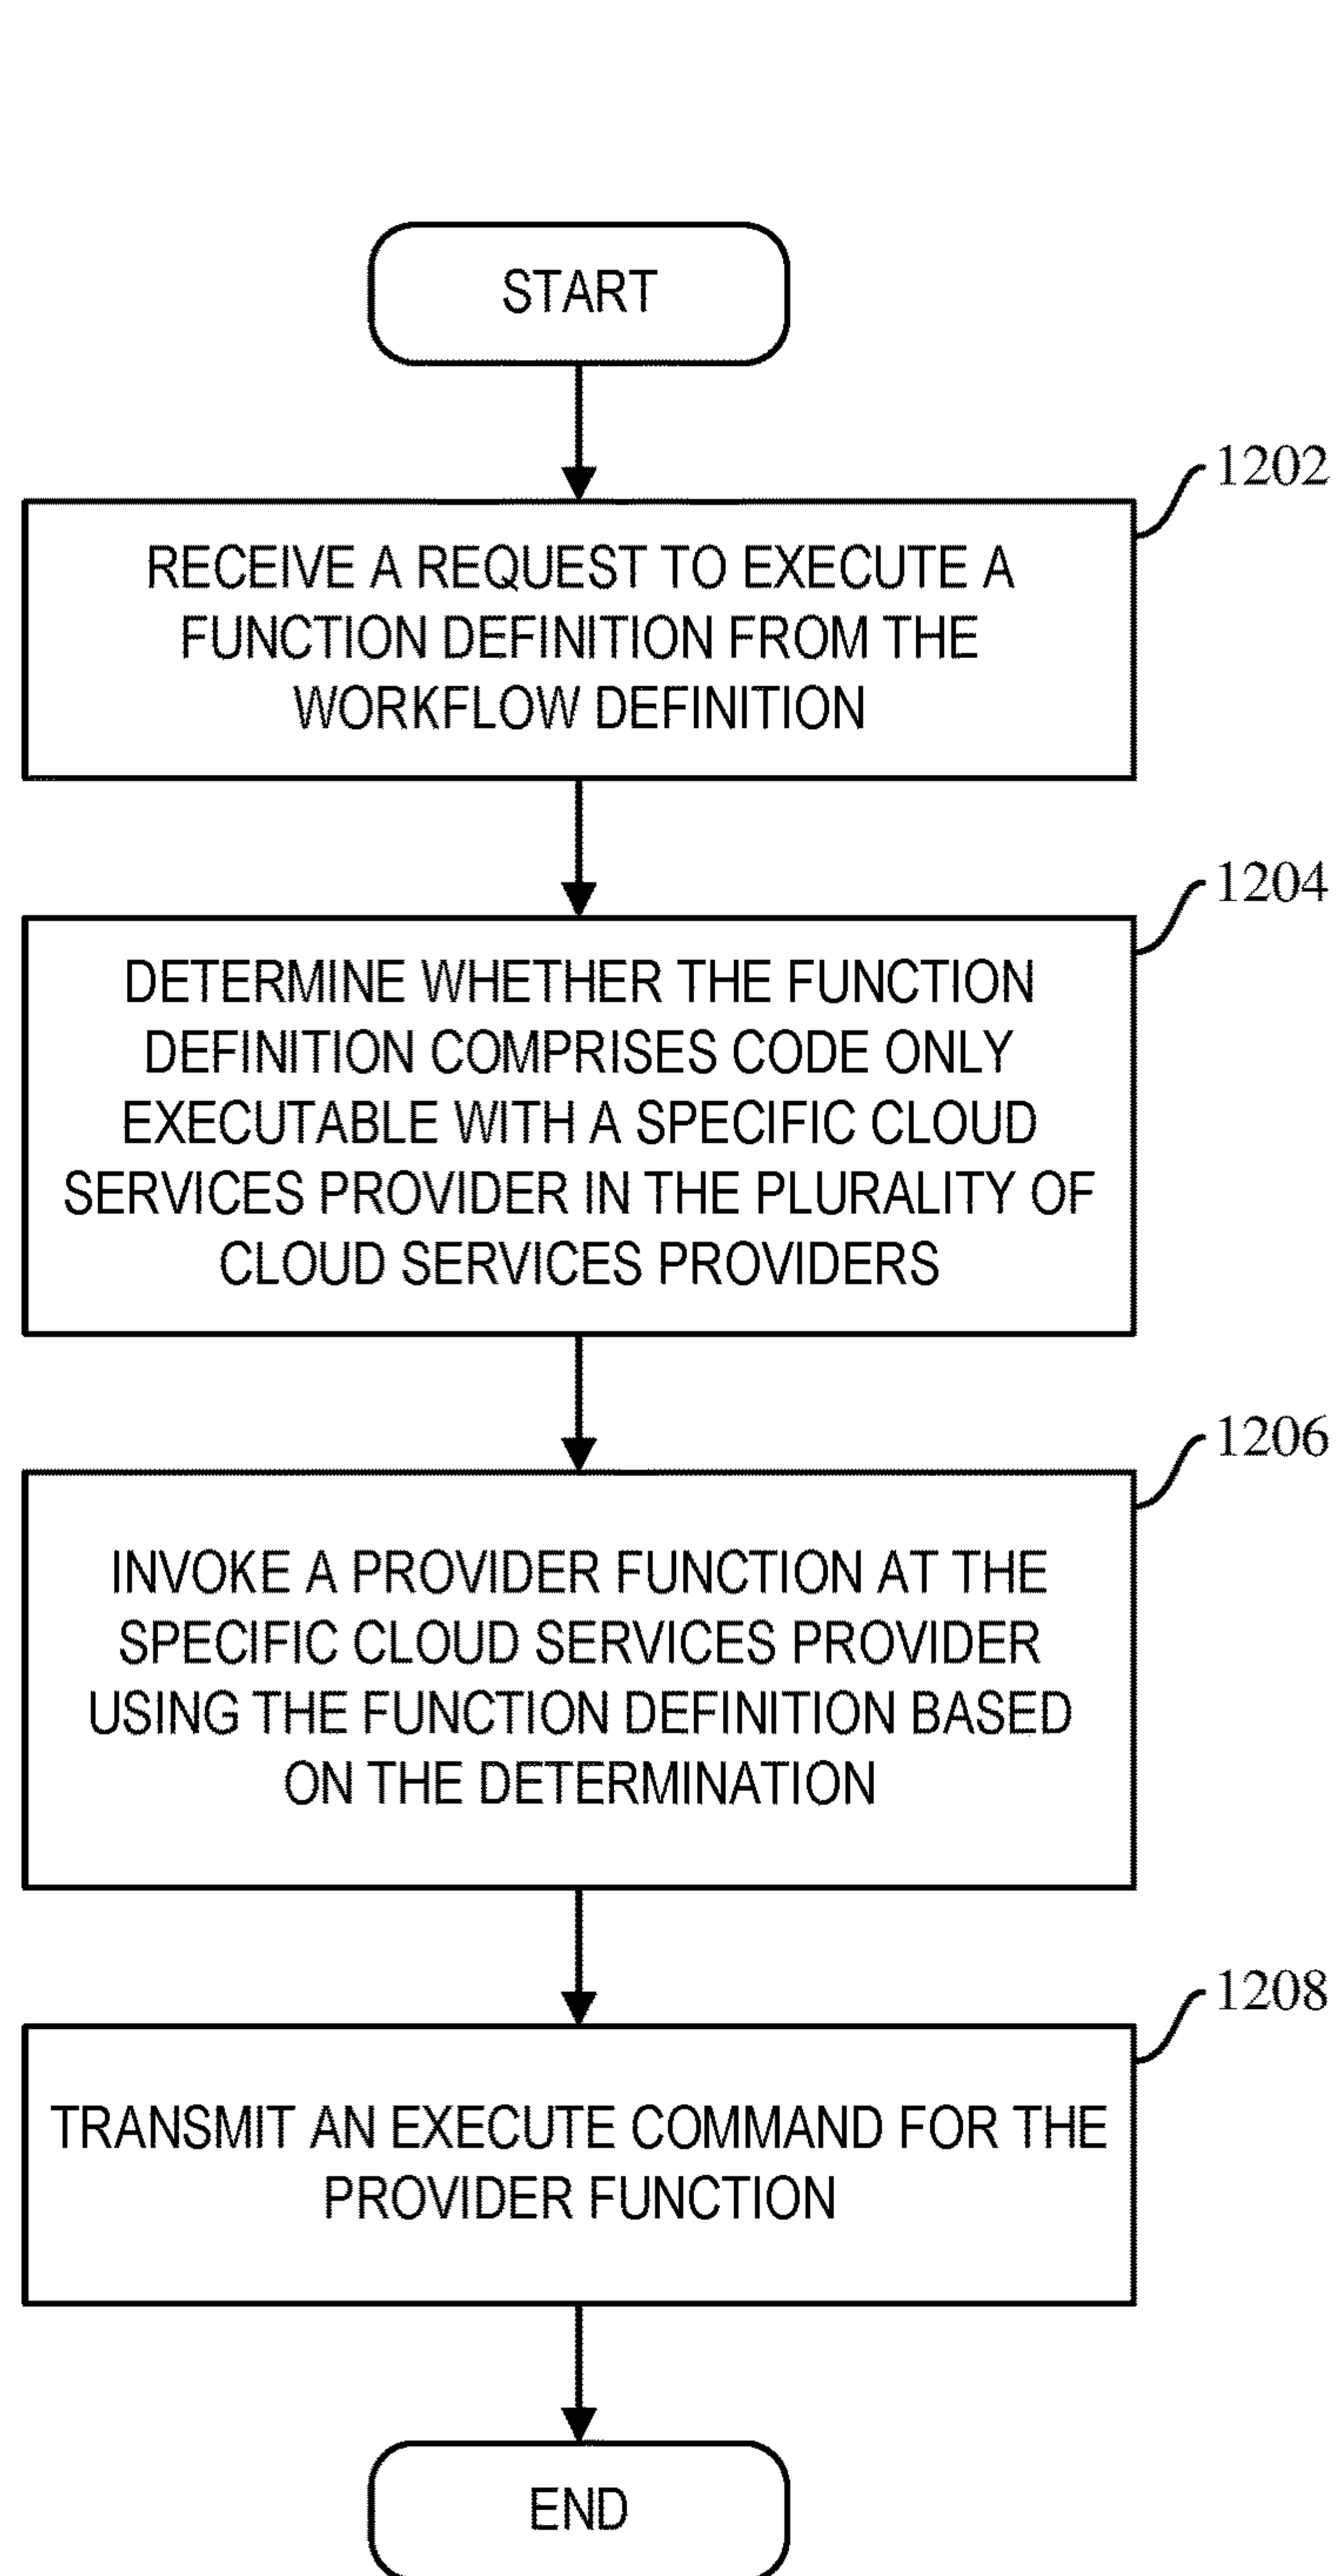 START
1202
RECEIVE A REQUEST TO EXECUTE A
FUNCTION DEFINITION FROM THE
WORKFLOW DEFINITION
1204
DETERMINE WHETHER THE FUNCTION
DEFINITION COMPRISES CODE ONLY
EXECUTABLE WITH A SPECIFIC CLOUD
SERVICES PROVIDER IN THE PLURALITY OF
CLOUD SERVICES PROVIDERS
1206
INVOKE A PROVIDER FUNCTION AT THE
SPECIFIC CLOUD SERVICES PROVIDER
USING THE FUNCTION DEFINITION BASED
ON THE DETERMINATION
1208
TRANSMIT AN EXECUTE COMMAND FOR THE
PROVIDER FUNCTION
END